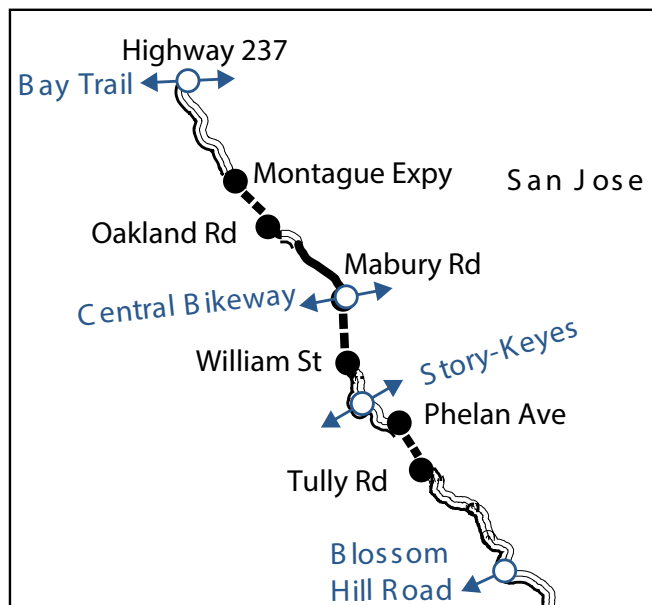 Highway 237
Bay Trail
Montague Expy
San Jose
Oakland Rd
Mabury Rd
Central Bikeway
William St
Story-Keyes
Phelan Ave
Tully Rd
Blossom
Hill Road